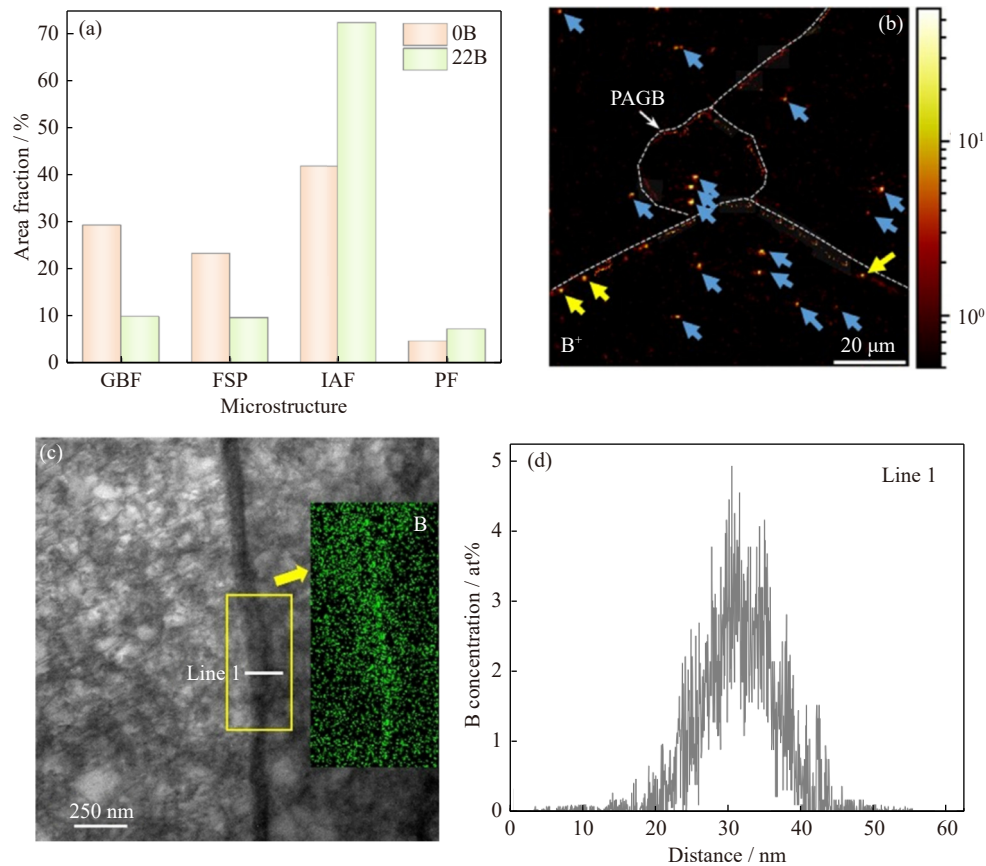 (a)
0B
22B
70
60
50
40
30
20
10
0
Area fraction / %
GBF
FSP
IAF
PF
Microstructure
(b)
PAGB
B⁺
20 μm
10¹
10⁰
(c)
B
Line 1
250 nm
(d)
Line 1
5
4
3
2
1
0
B concentration / at%
0
10
20
30
40
50
60
Distance / nm